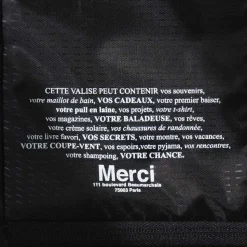 CETTE VALISE PEUT CONTENIR vos souvenirs,
votre maillot de bain, VOS CADEAUX, votre premier baiser,
votre pull en laine, vos projets, votre t-shirt,
vos magazines, VOTRE BALADEUSE, vos rêves,
votre crème solaire, vos chaussures de randonnée,
votre livre favori, VOS SECRETS, votre montre, vos vacances,
VOTRE COUPE-VENT, vos espoirs, votre pyjama, vos rencontres,
votre shampoing, VOTRE CHANCE.
Merci
111 boulevard Beaumarchais
75003 Paris